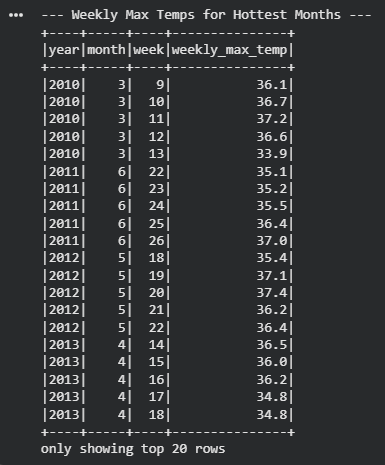 ••• --- Weekly Max Temps for Hottest Months ---
+----+-----+----+---------------+
|year|month|week|weekly_max_temp|
+----+-----+----+---------------+
|2010|    3|   9|           36.1|
|2010|    3|  10|           36.7|
|2010|    3|  11|           37.2|
|2010|    3|  12|           36.6|
|2010|    3|  13|           33.9|
|2011|    6|  22|           35.1|
|2011|    6|  23|           35.2|
|2011|    6|  24|           35.5|
|2011|    6|  25|           36.4|
|2011|    6|  26|           37.0|
|2012|    5|  18|           35.4|
|2012|    5|  19|           37.1|
|2012|    5|  20|           37.4|
|2012|    5|  21|           36.2|
|2012|    5|  22|           36.4|
|2013|    4|  14|           36.5|
|2013|    4|  15|           36.0|
|2013|    4|  16|           36.2|
|2013|    4|  17|           34.8|
|2013|    4|  18|           34.8|
+----+-----+----+---------------+
only showing top 20 rows